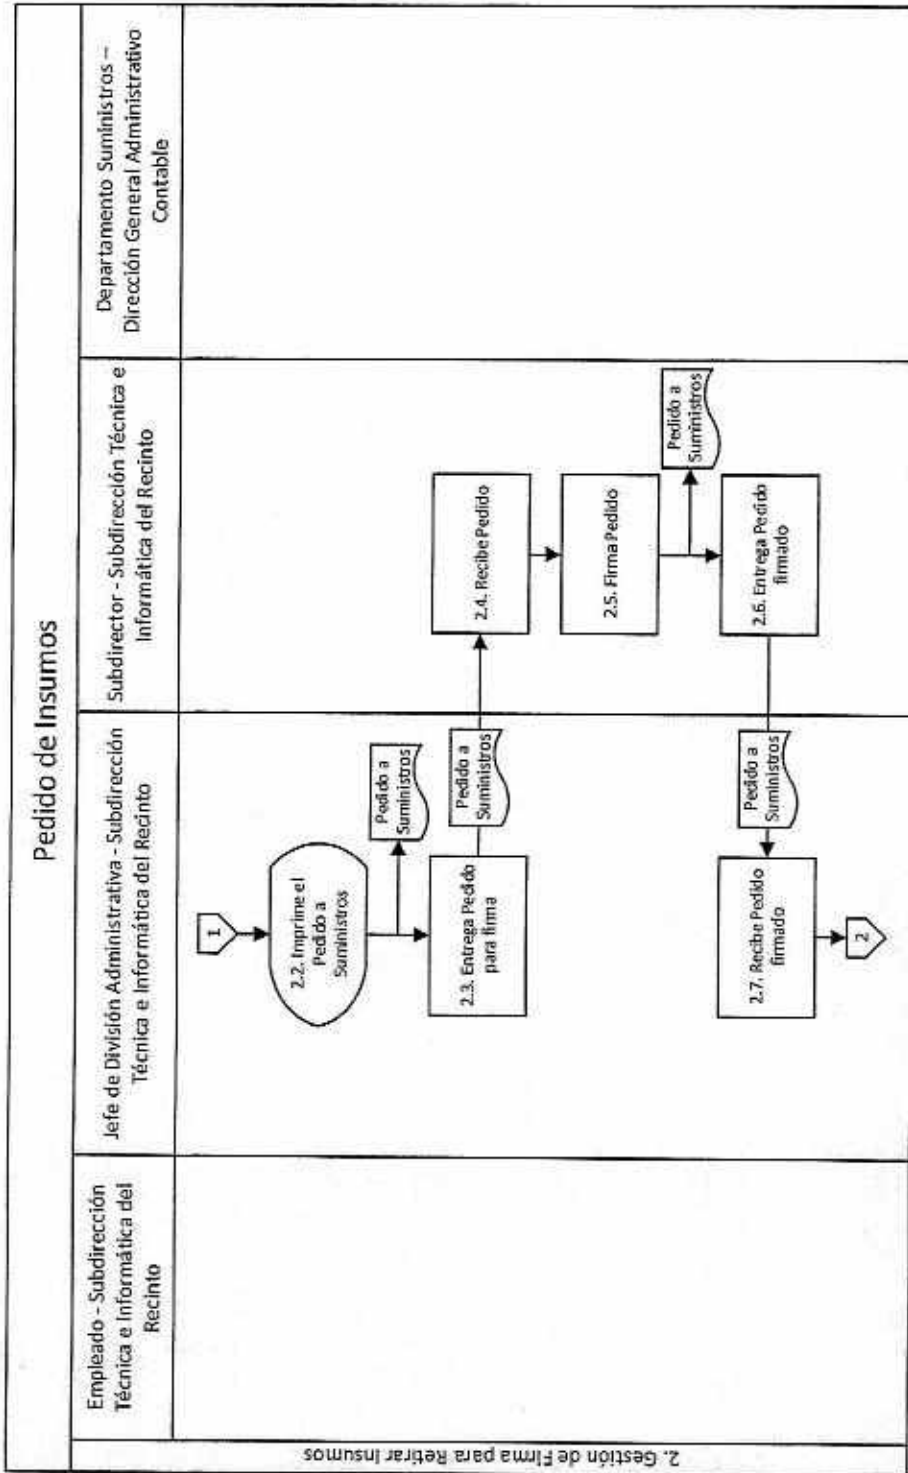 Pedido de Insumos
Empleado - Subdirección
Técnica e Informática del
Recinto
Jefe de División Administrativa - Subdirección
Técnica e Informática del Recinto
Subdirector - Subdirección Técnica e
Informática del Recinto
Departamento Suministros –
Dirección General Administrativo
Contable
2. Gestión de Firma para Retirar Insumos
1
2.2. Imprime el
Pedido a
Suministros
Pedido a
Suministros
2.3. Entrega Pedido
para firma
Pedido a
Suministros
2.4. Recibe Pedido
2.5. Firma Pedido
Pedido a
Suministros
2.6. Entrega Pedido
firmado
Pedido a
Suministros
2.7. Recibe Pedido
firmado
2